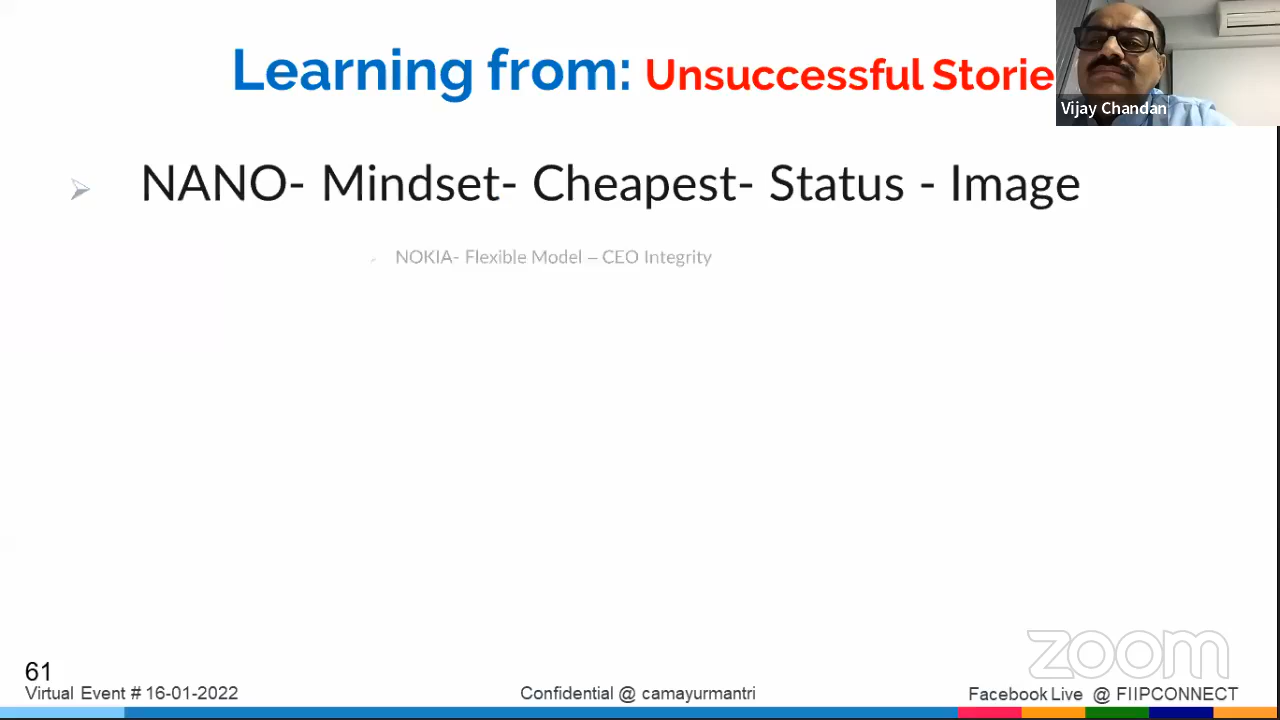 Learning from: Unsuccessful Storie
Vijay Chandan
NANO- Mindset- Cheapest- Status - Image
NOKIA- Flexible Model – CEO Integrity
zoom
61
Virtual Event # 16-01-2022
Confidential @ camayurmantri
Facebook Live @ FIIPCONNECT